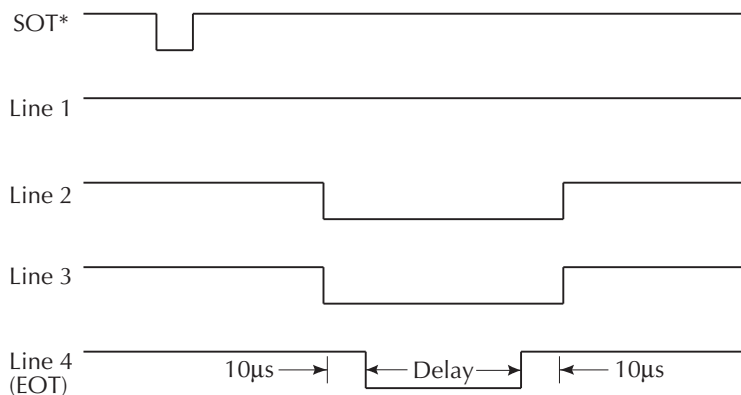 SOT*
Line 1
Line 2
Line 3
Line 4
(EOT)
10µs
Delay
10µs